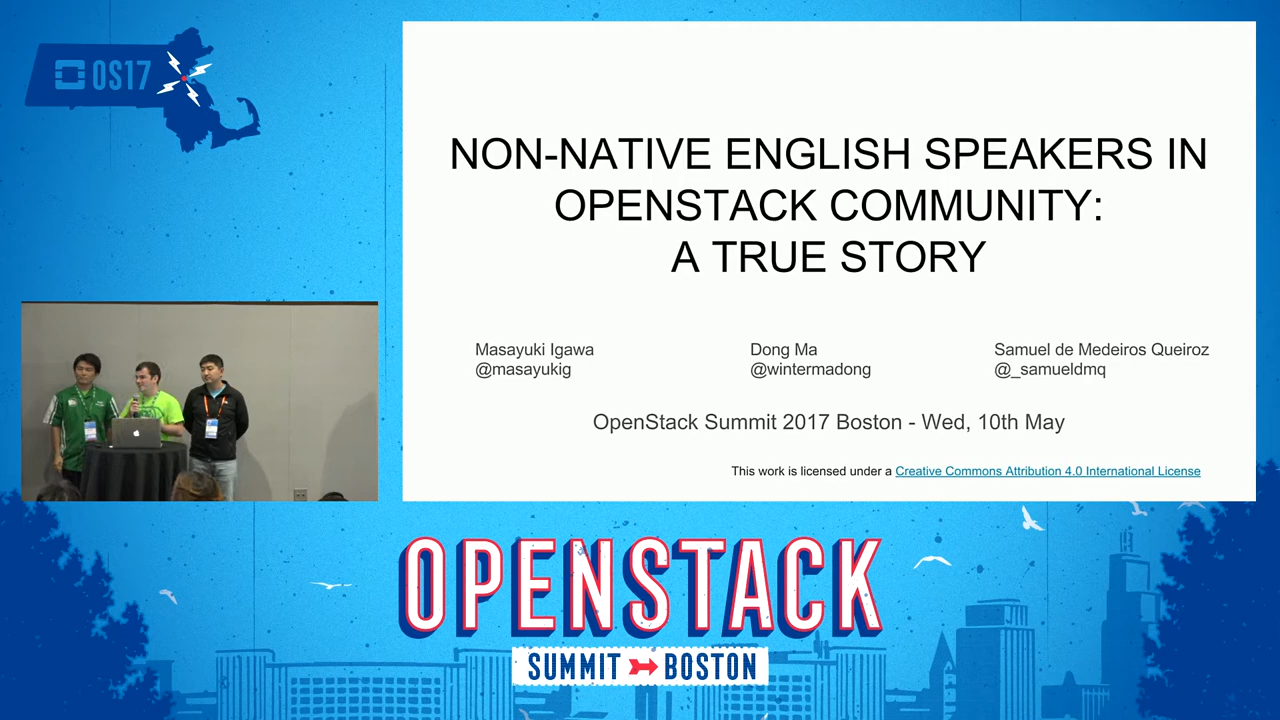 OS17
NON-NATIVE ENGLISH SPEAKERS IN
OPENSTACK COMMUNITY:
A TRUE STORY
Masayuki Igawa
@masayukig
Dong Ma
@wintermadong
Samuel de Medeiros Queiroz
@_samueldmq
OpenStack Summit 2017 Boston - Wed, 10th May
This work is licensed under a Creative Commons Attribution 4.0 International License
OPENSTACK
SUMMIT BOSTON